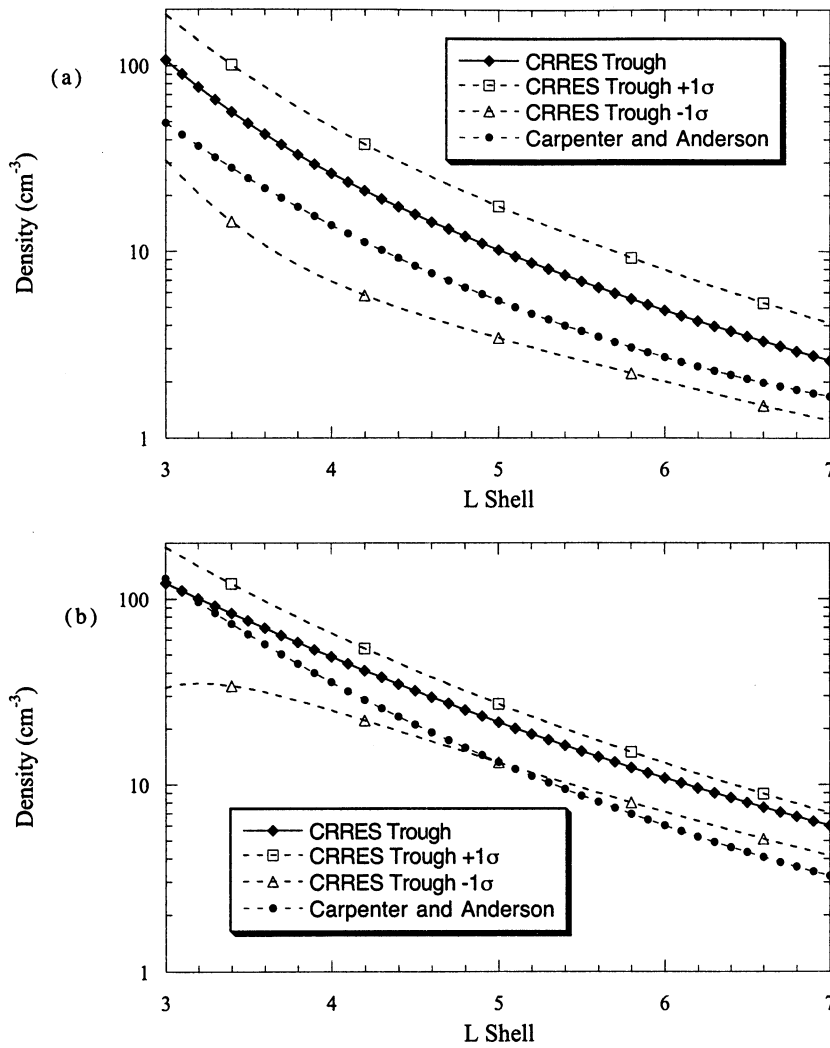 (a)
Density (cm-3)
100
10
1
CRRES Trough
CRRES Trough +1σ
CRRES Trough -1σ
Carpenter and Anderson
3 4 5 6 7
L Shell
(b)
Density (cm-3)
100
10
1
CRRES Trough
CRRES Trough +1σ
CRRES Trough -1σ
Carpenter and Anderson
3 4 5 6 7
L Shell